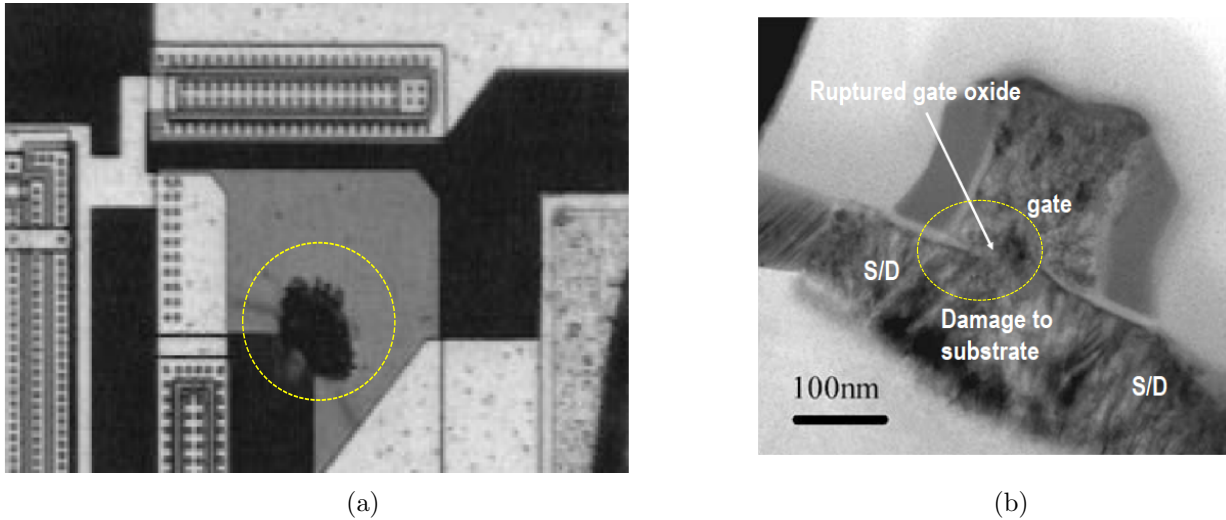 Ruptured gate oxide
gate
S/D
Damage to
substrate
S/D
100nm
(a)
(b)